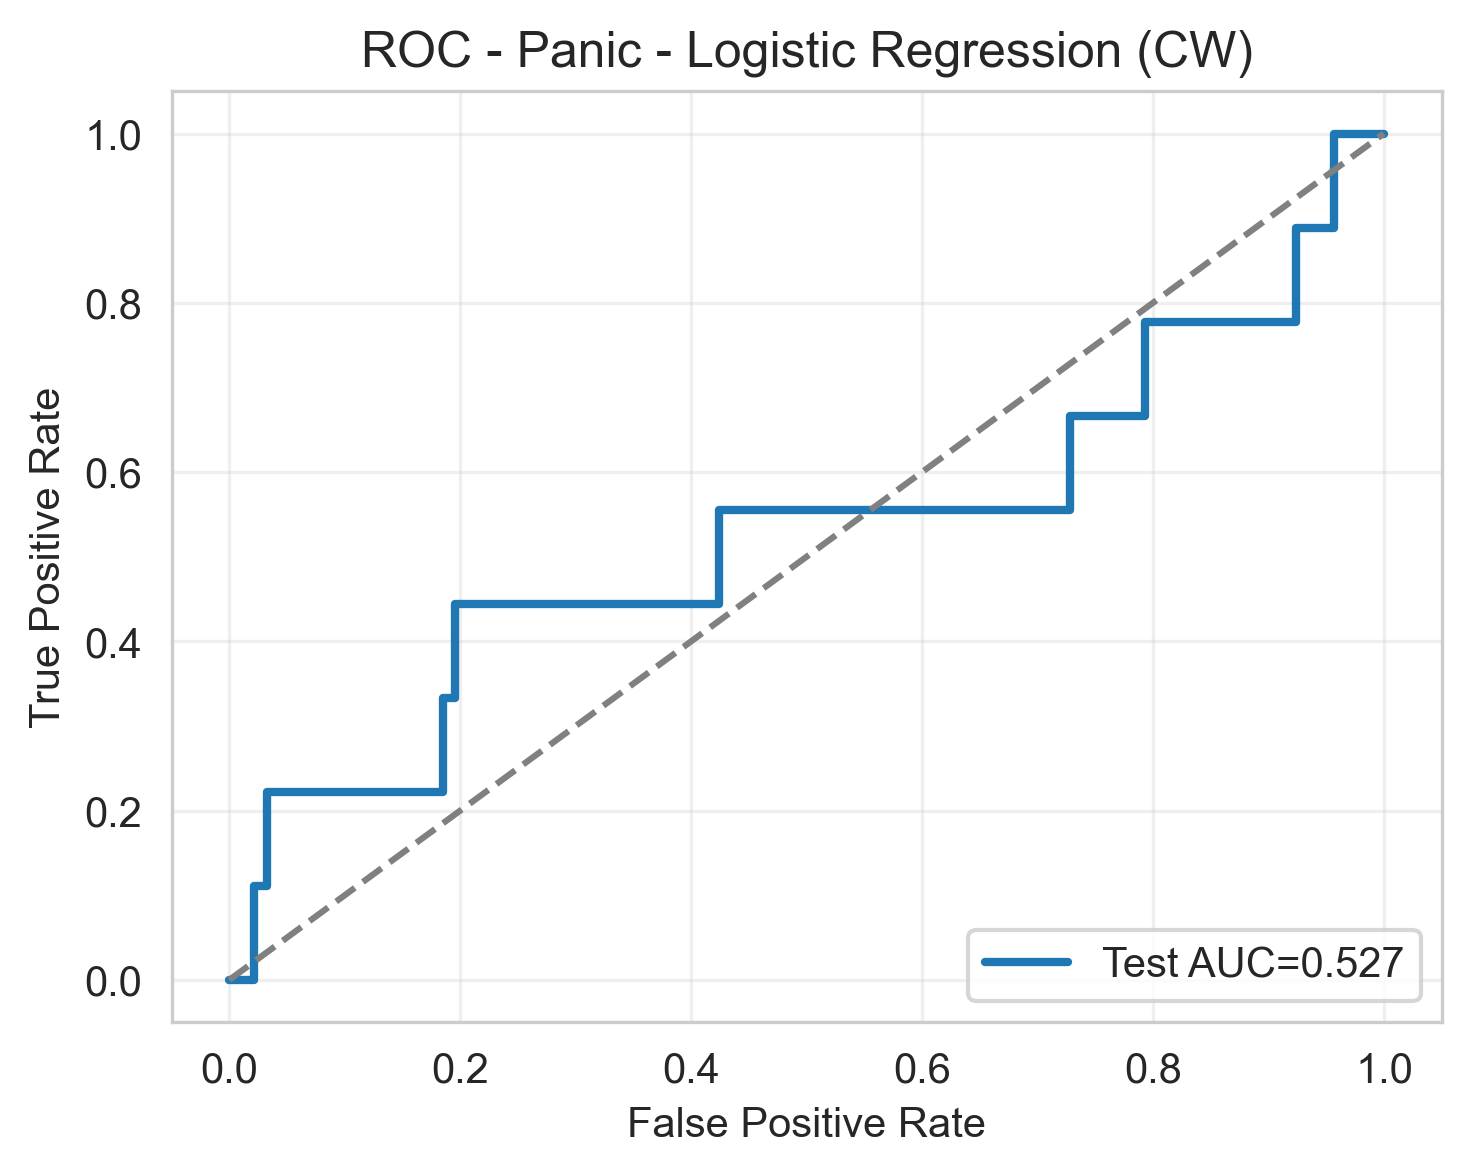 ROC - Panic - Logistic Regression (CW)
1.0
0.8
0.6
0.4
0.2
0.0
True Positive Rate
Test AUC=0.527
0.0 0.2 0.4 0.6 0.8 1.0
False Positive Rate